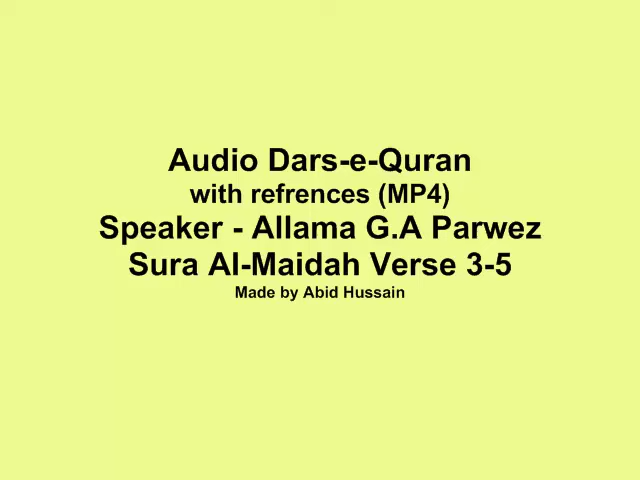 Audio Dars-e-Quran
with refrences (MP4)
Speaker - Allama G.A Parwez
Sura Al-Maidah Verse 3-5
Made by Abid Hussain